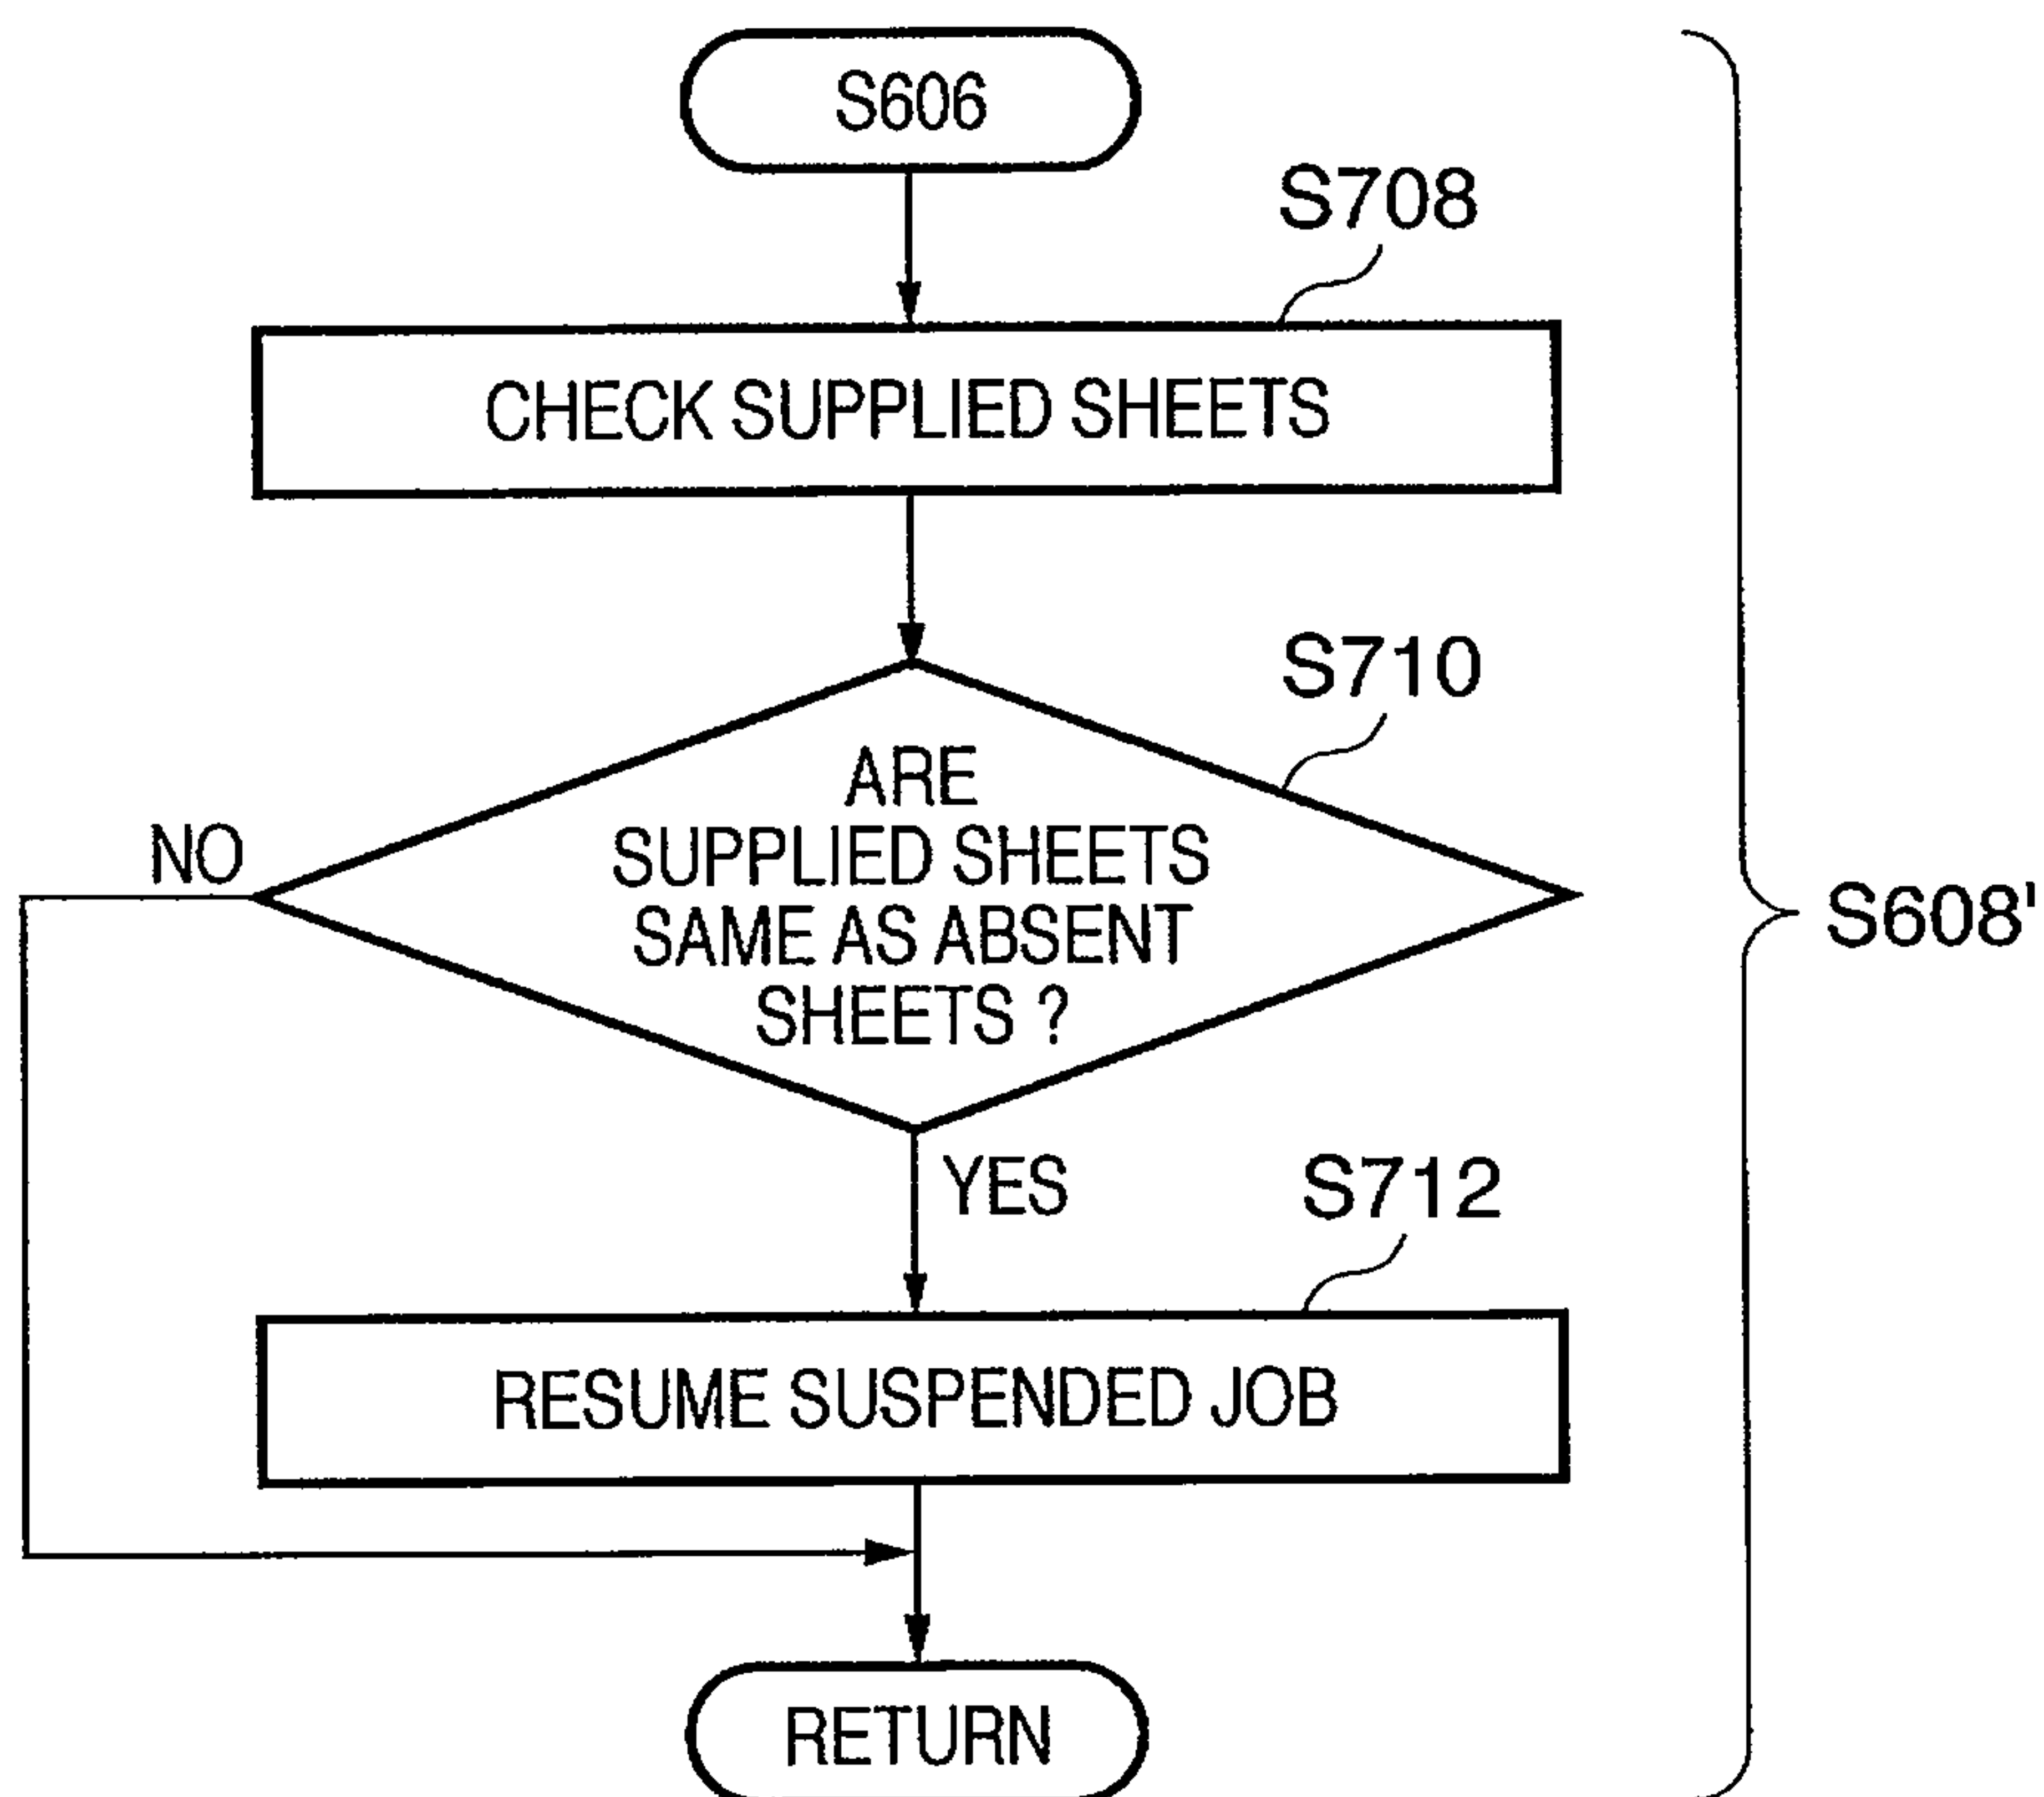 S606
S708
CHECK SUPPLIED SHEETS
S710
ARE
SUPPLIED SHEETS
SAME AS ABSENT
SHEETS ?
NO
S608'
YES
S712
RESUME SUSPENDED JOB
RETURN